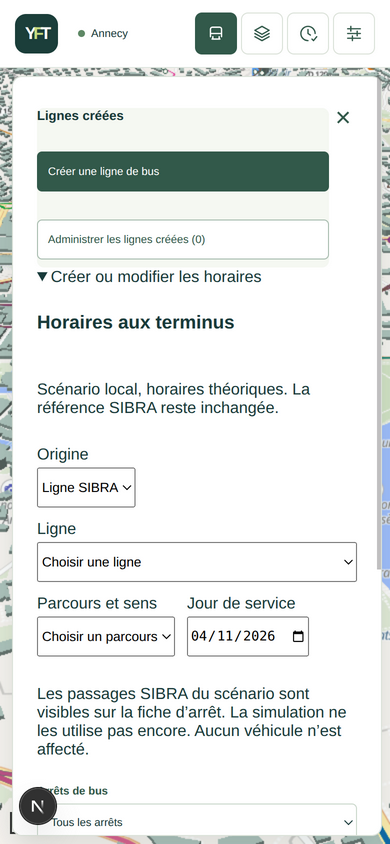 YFT
Annecy
Lignes créées
Créer une ligne de bus
Administrer les lignes créées (0)
Créer ou modifier les horaires
Horaires aux terminus
Scénario local, horaires théoriques. La
référence SIBRA reste inchangée.
Origine
Ligne SIBRA
Ligne
Choisir une ligne
Parcours et sens
Jour de service
Choisir un parcours
04/11/2026
Les passages SIBRA du scénario sont
visibles sur la fiche d’arrêt. La simulation ne
les utilise pas encore. Aucun véhicule n’est
affecté.
de bus
N
Tous les arrêts